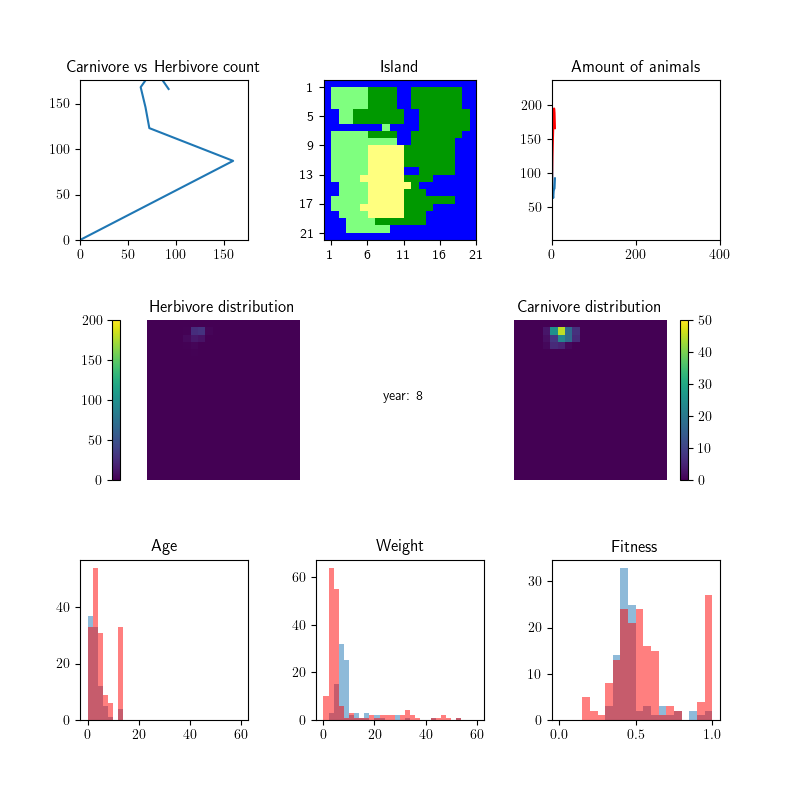 Carnivore vs Herbivore count
150
100
50
0
0 50 100 150
Island
1
5
9
13
17
21
1 6 11 16 21
Amount of animals
200
150
100
50
0 200 400
Herbivore distribution
200
150
100
50
0
year: 8
Carnivore distribution
50
40
30
20
10
0
Age
40
20
0
0 20 40 60
Weight
60
40
20
0
0 20 40 60
Fitness
30
20
10
0
0.0 0.5 1.0